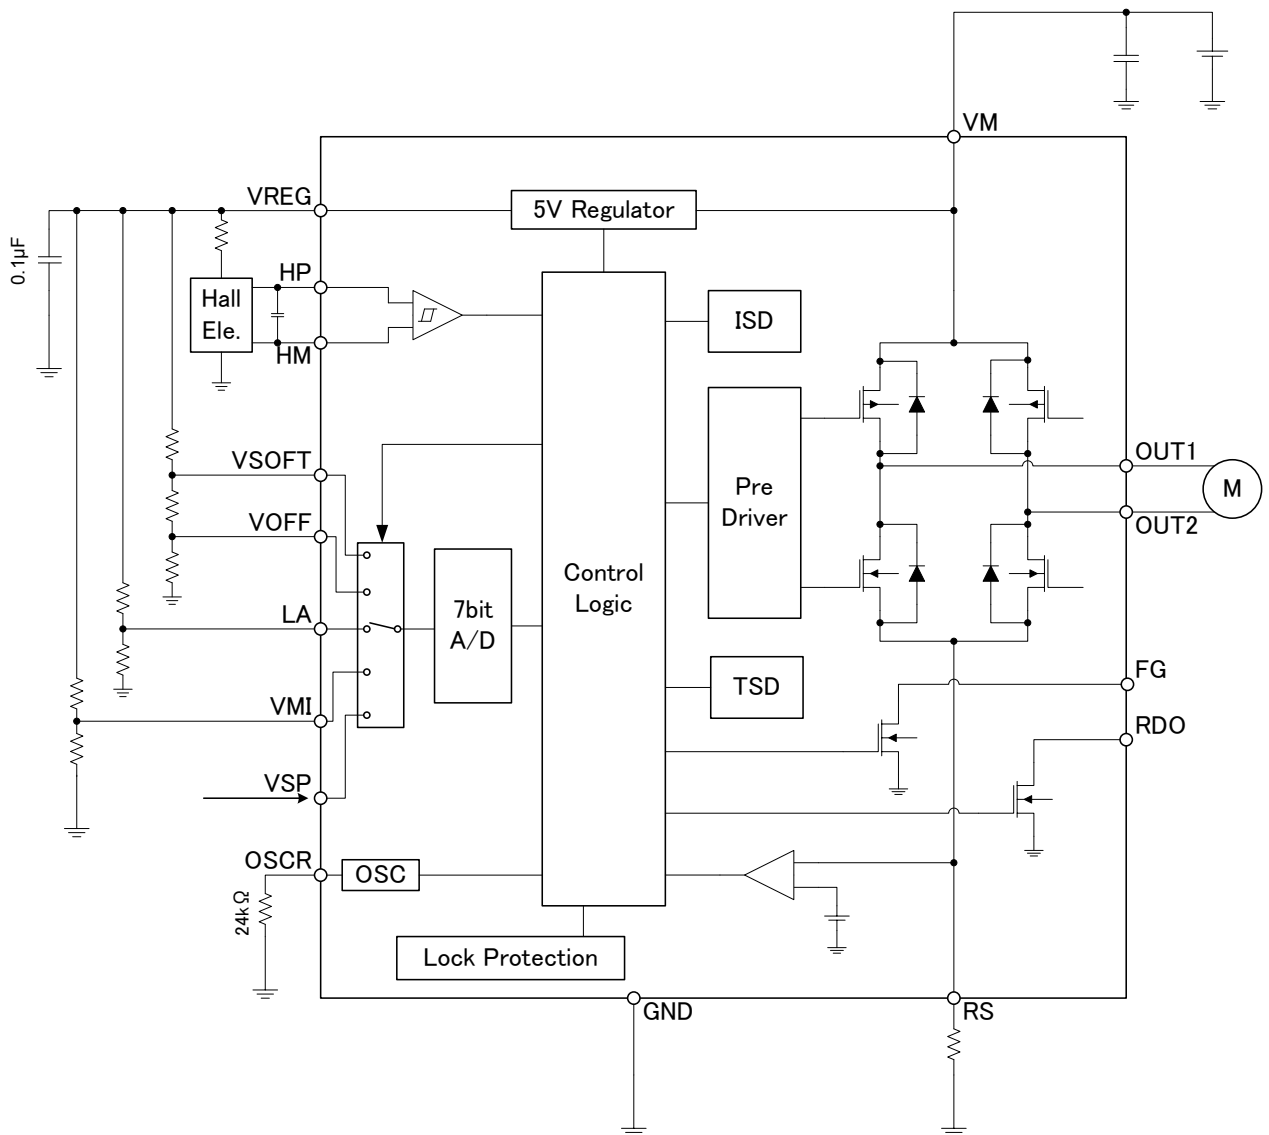 VM
VREG
5V Regulator
0.1μF
HP
Hall
Ele.
HM
ISD
VSOFT
OUT1
M
Pre
Driver
VOFF
OUT2
Control
Logic
LA
7bit
A/D
FG
TSD
VMI
RDO
VSP
OSCR
OSC
24kΩ
Lock Protection
GND
RS